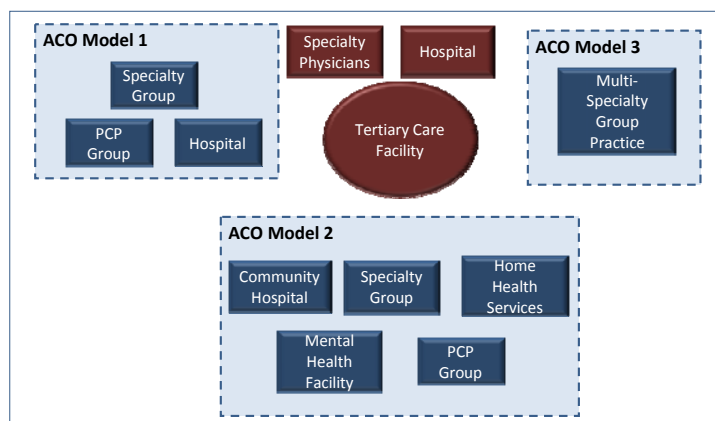 ACO Model 1
Specialty
Group
PCP
Group
Hospital
Specialty
Physicians
Hospital
Tertiary Care
Facility
ACO Model 3
Multi-
Specialty
Group
Practice
ACO Model 2
Community
Hospital
Specialty
Group
Home
Health
Services
Mental
Health
Facility
PCP
Group